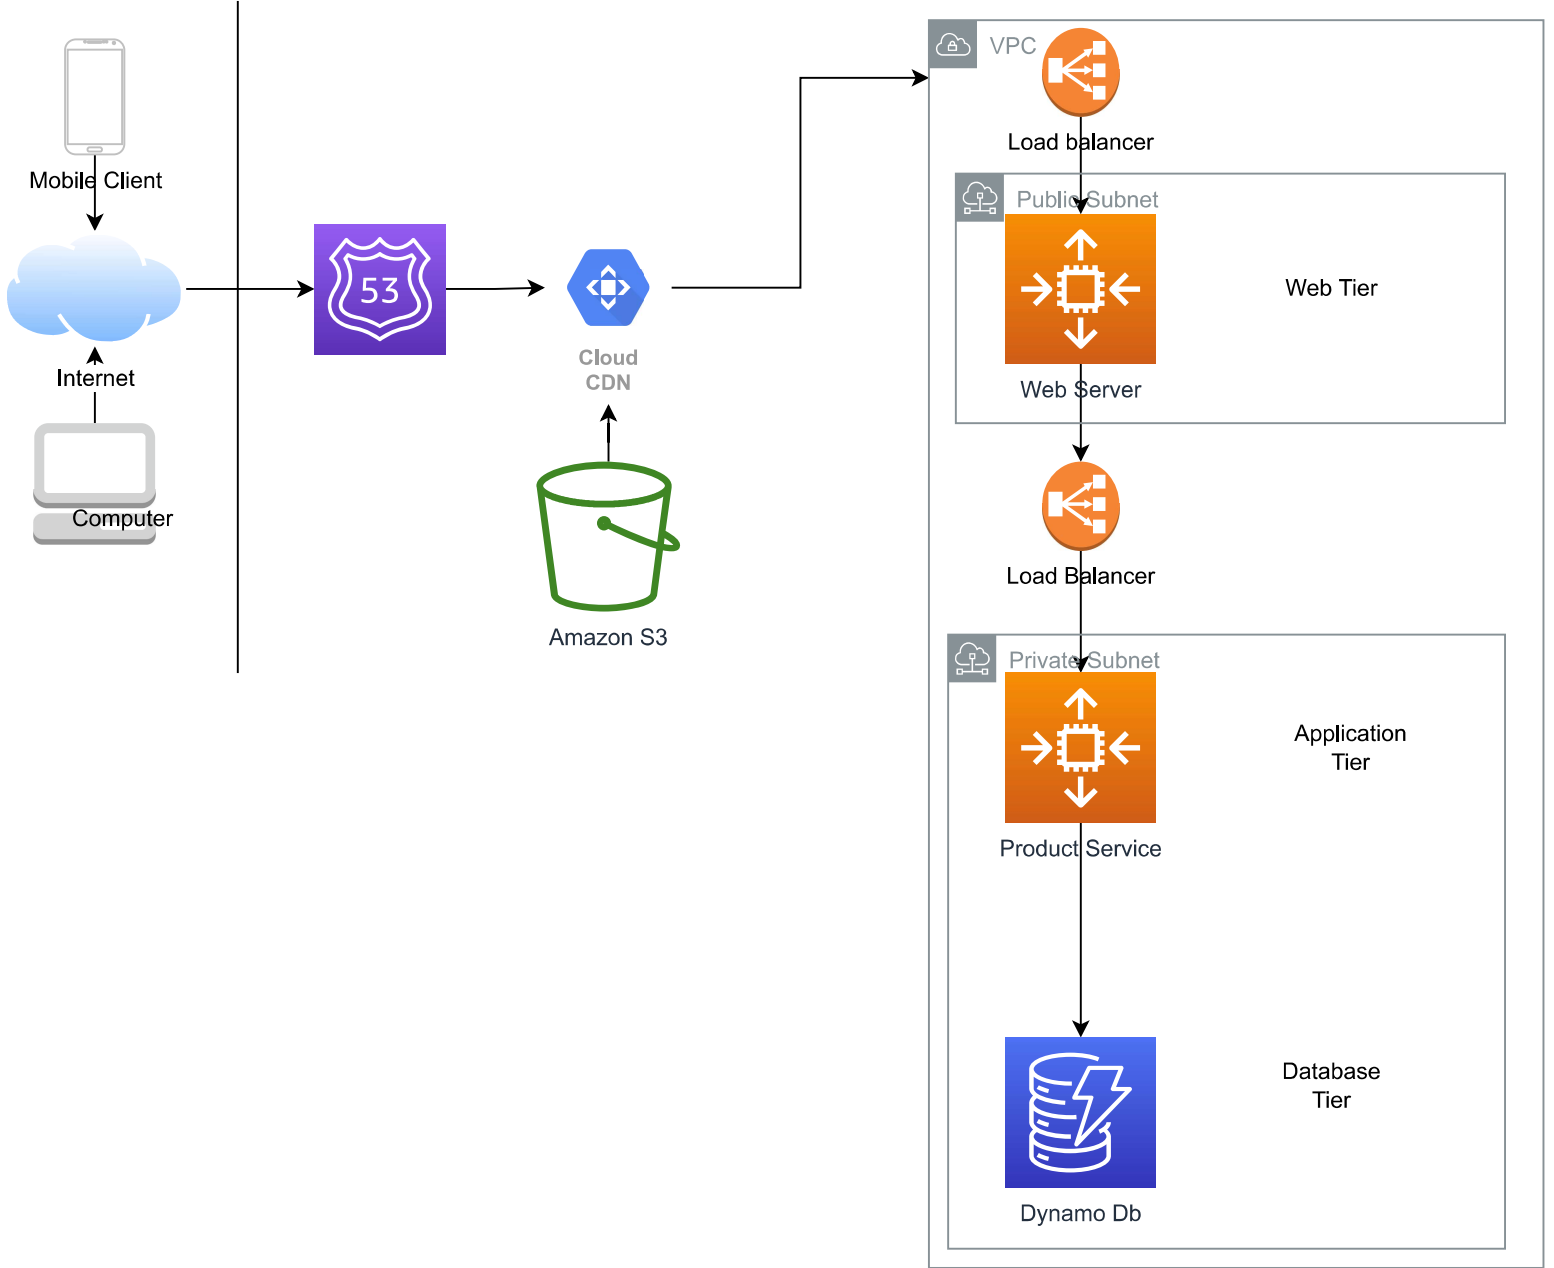 Mobile Client
Internet
Computer
53
Cloud
CDN
Amazon S3
VPC
Load balancer
Public Subnet
Web Tier
Web Server
Load Balancer
Private Subnet
Application
Tier
Product Service
Database
Tier
Dynamo Db